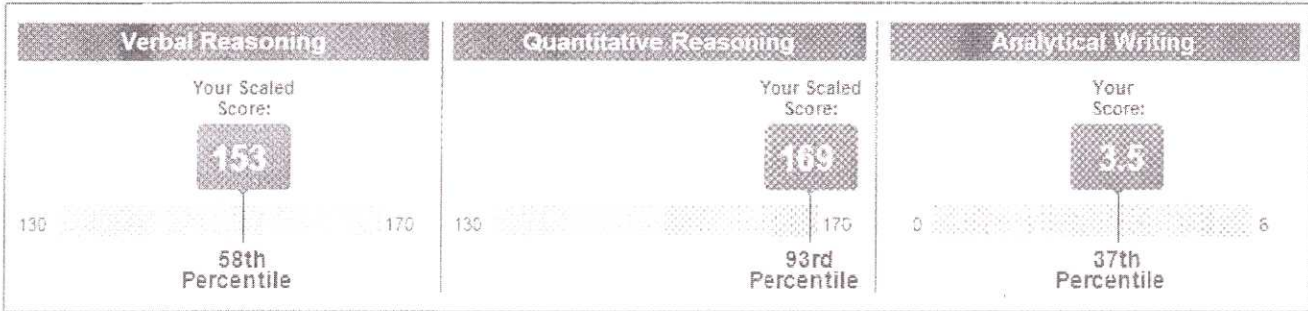 Verbal Reasoning
Your Scaled
Score:
153
130
170
58th
Percentile
Quantitative Reasoning
Your Scaled
Score:
169
130
170
93rd
Percentile
Analytical Writing
Your
Score:
3.5
0
6
37th
Percentile